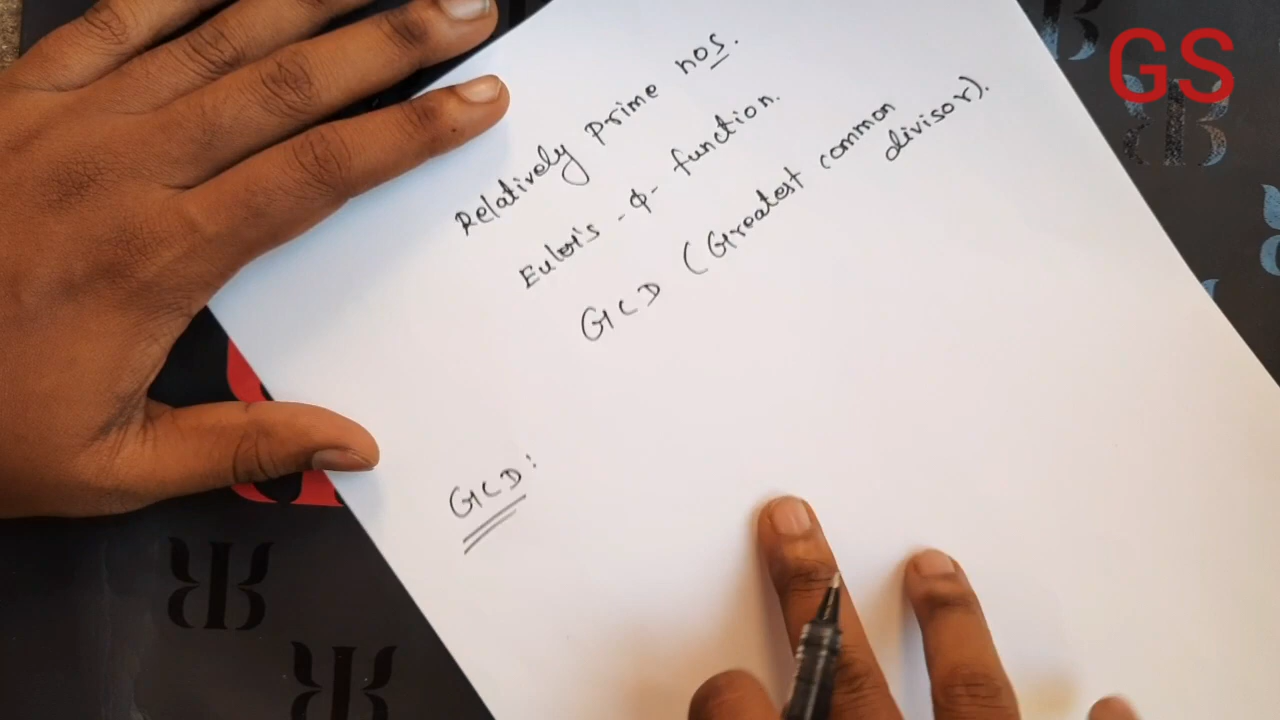 GS
Relatively Prime nos.
Euler's - φ - function.
GCD (Greatest common
divisor).
GCD: